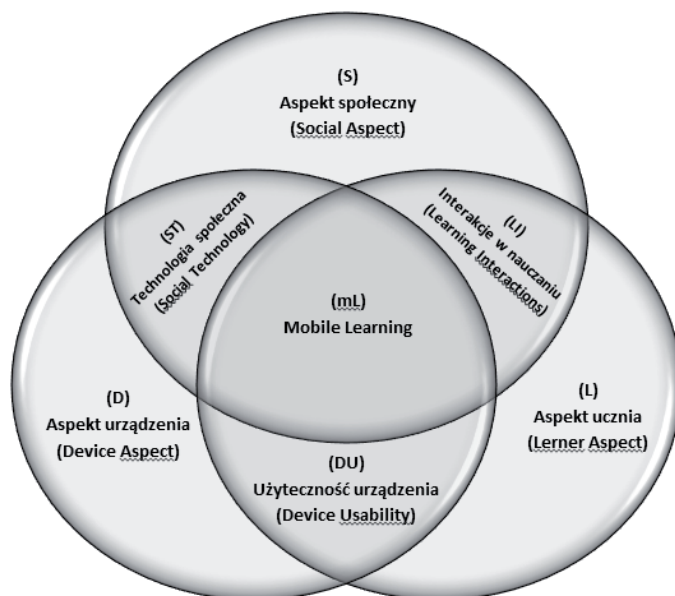 (S)
Aspekt społeczny
(Social Aspect)
(ST)
Technologia społeczna
(Social Technology)
(LI)
Interakcje w nauczaniu
(Learning Interactions)
(mL)
Mobile Learning
(D)
Aspekt urządzenia
(Device Aspect)
(L)
Aspekt ucznia
(Lerner Aspect)
(DU)
Użyteczność urządzenia
(Device Usability)